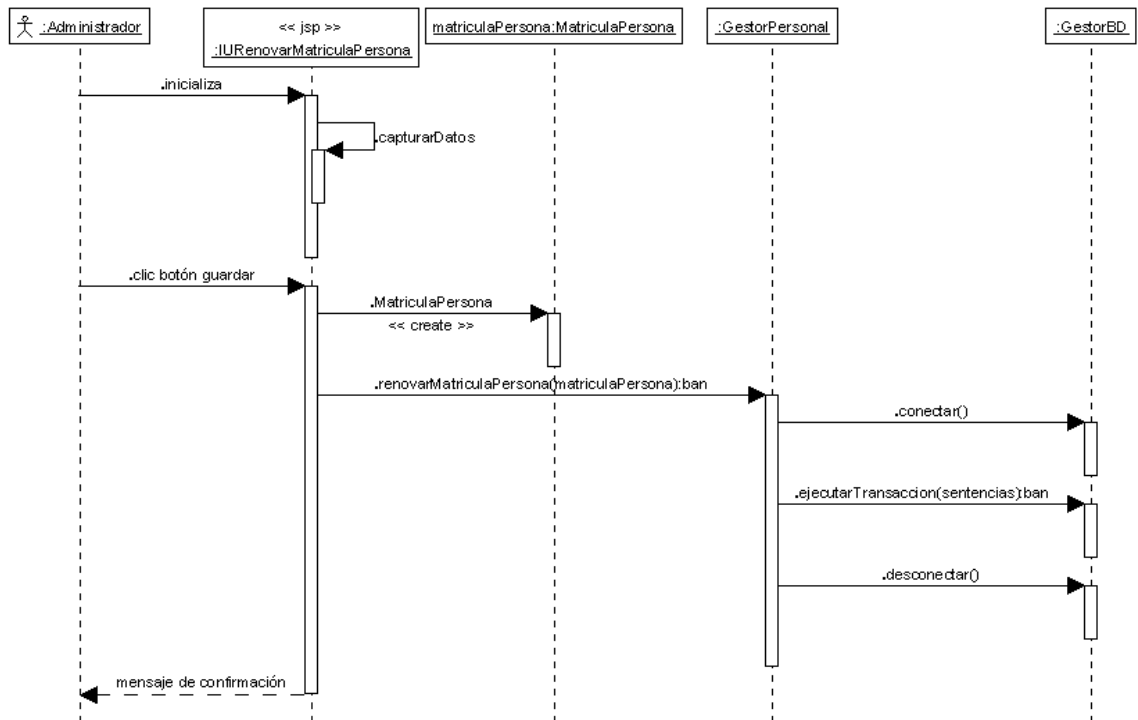 :Administrador
<< jsp >>
:IURenovarMatriculaPersona
matriculaPersona:MatriculaPersona
:GestorPersonal
:GestorBD
.inicializa
.capturarDatos
.clic botón guardar
.MatriculaPersona
<< create >>
.renovarMatriculaPersona(matriculaPersona):ban
.conectar()
.ejecutarTransaccion(sentencias):ban
.desconectar()
mensaje de confirmación